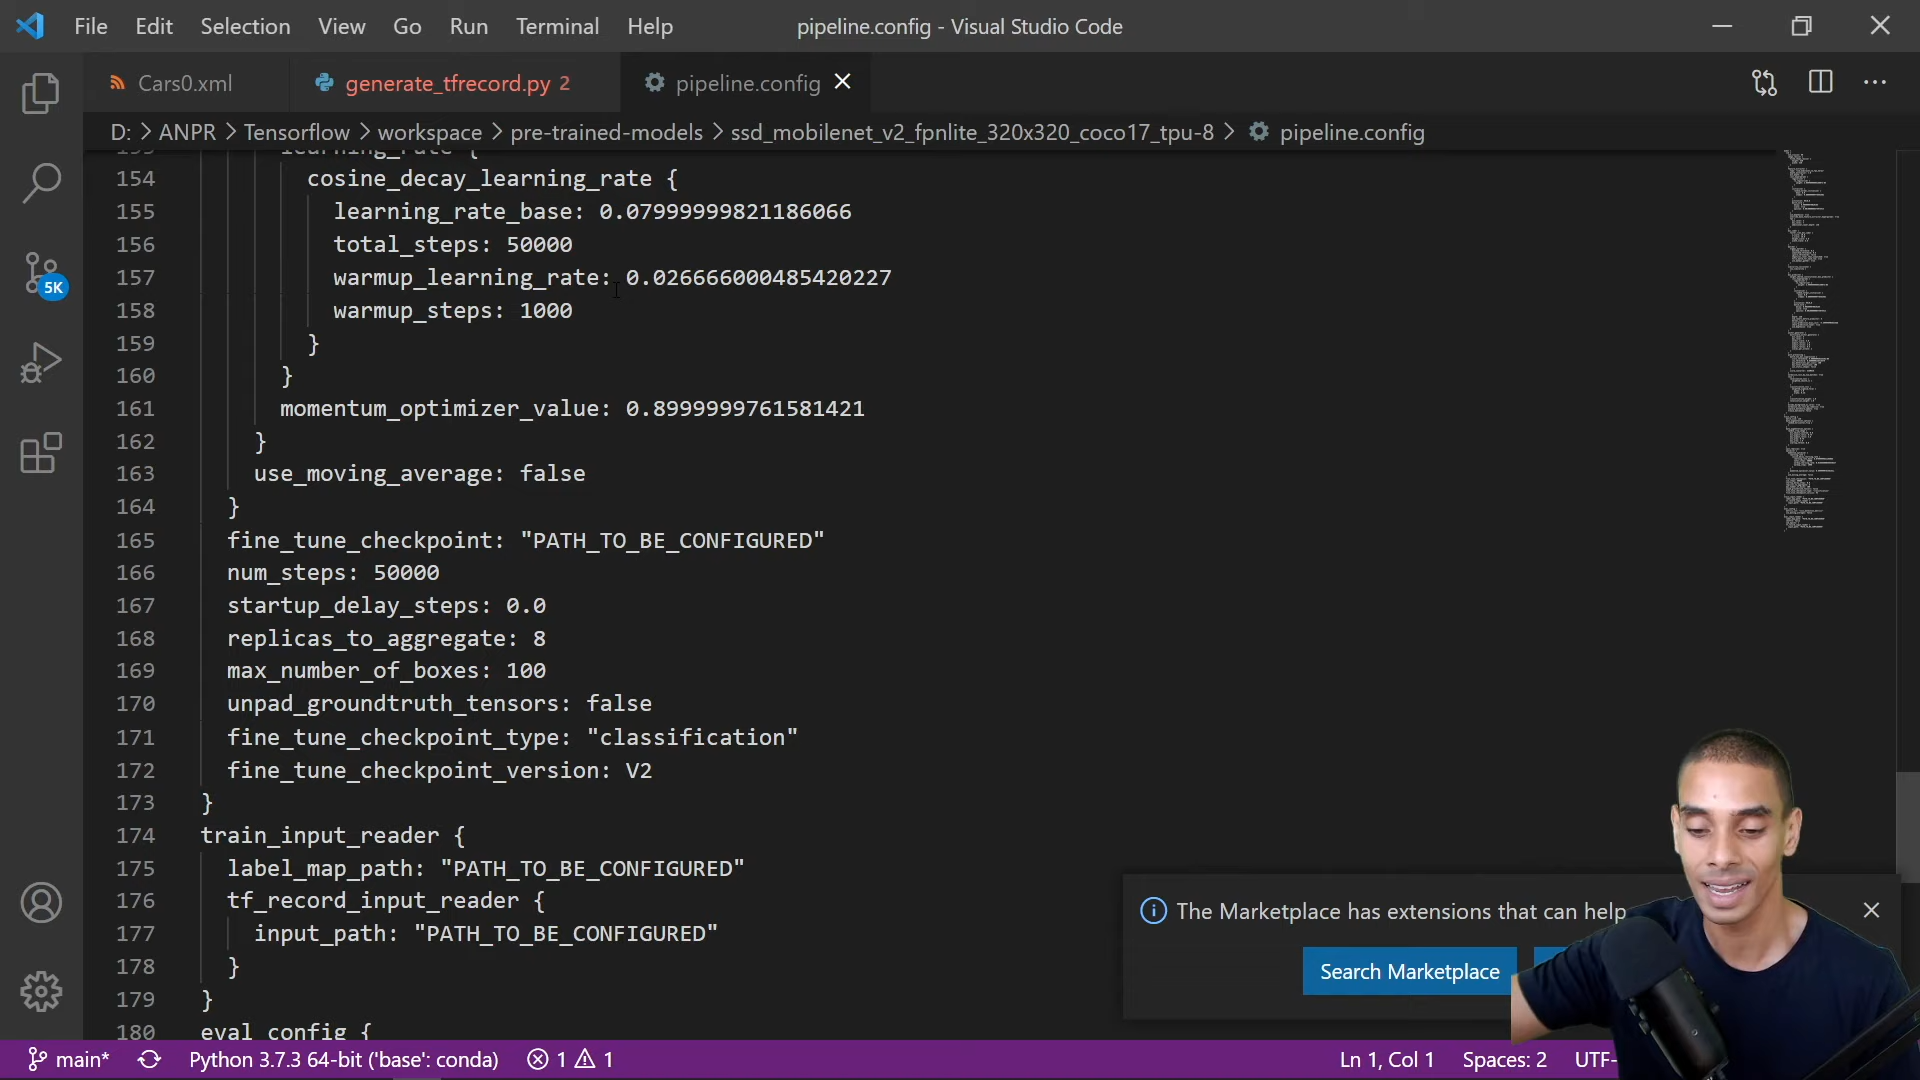 File Edit Selection View Go Run Terminal Help pipeline.config - Visual Studio Code
Cars0.xml generate_tfrecord.py 2 pipeline.config
D: > ANPR > Tensorflow > workspace > pre-trained-models > ssd_mobilenet_v2_fpnlite_320x320_coco17_tpu-8 > pipeline.config
learning_rate {
154 cosine_decay_learning_rate {
155 learning_rate_base: 0.07999999821186066
156 total_steps: 50000
157 warmup_learning_rate: 0.026666000485420227
158 warmup_steps: 1000
159 }
160 }
161 momentum_optimizer_value: 0.8999999761581421
162 }
163 use_moving_average: false
164 }
165 fine_tune_checkpoint: "PATH_TO_BE_CONFIGURED"
166 num_steps: 50000
167 startup_delay_steps: 0.0
168 replicas_to_aggregate: 8
169 max_number_of_boxes: 100
170 unpad_groundtruth_tensors: false
171 fine_tune_checkpoint_type: "classification"
172 fine_tune_checkpoint_version: V2
173 }
174 train_input_reader {
175 label_map_path: "PATH_TO_BE_CONFIGURED"
176 tf_record_input_reader {
177 input_path: "PATH_TO_BE_CONFIGURED"
178 }
179 }
180 eval_config {
5K
The Marketplace has extensions that can help
Search Marketplace
main* Python 3.7.3 64-bit ('base': conda) 1 1 Ln 1, Col 1 Spaces: 2 UTF-